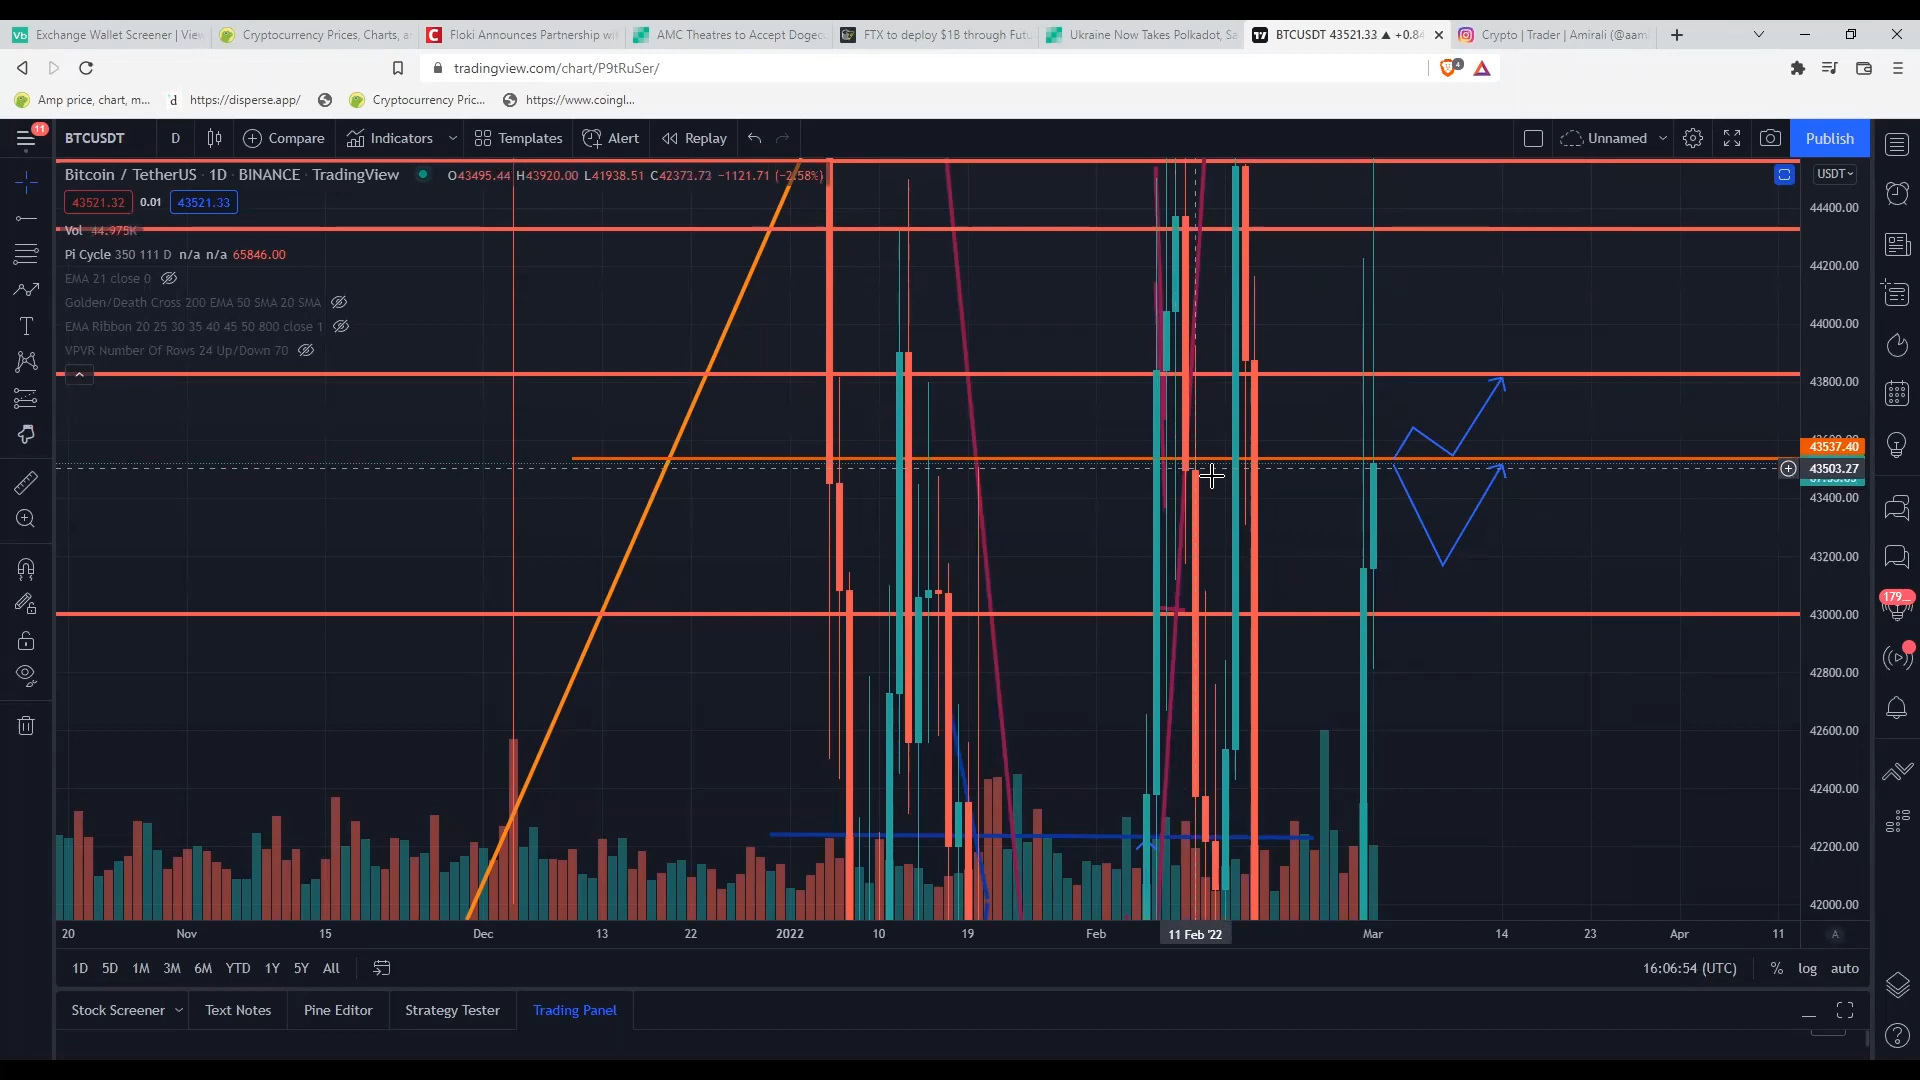 Exchange Wallet Screener | View
Cryptocurrency Prices, Charts, a
Floki Announces Partnership wi
AMC Theatres to Accept Dogec
FTX to deploy $1B through Futu
Ukraine Now Takes Polkadot, S
BTCUSDT 43521.33 ▲ +0.84
Crypto | Trader | Amirali (@aam
tradingview.com/chart/P9tRuSer/
4
Amp price, chart, m...
https://disperse.app/
Cryptocurrency Pric...
https://www.coingl...
11
BTCUSDT
D
Compare
Indicators
Templates
Alert
Replay
Unnamed
Publish
Bitcoin / TetherUS · 1D · BINANCE · TradingView
O43495.44 H43920.00 L41938.51 C42373.73 −1121.71 (−2.58%)
USDT
43521.32
0.01
43521.33
Vol 44.975K
Pi Cycle 350 111 D n/a n/a 65846.00
EMA 21 close 0
Golden/Death Cross 200 EMA 50 SMA 20 SMA
EMA Ribbon 20 25 30 35 40 45 50 800 close 1
VPVR Number Of Rows 24 Up/Down 70
44400.00
44200.00
44000.00
43800.00
43537.40
43503.27
43400.00
43200.00
43000.00
42800.00
42600.00
42400.00
42200.00
42000.00
179...
20
Nov
15
Dec
13
22
2022
10
19
Feb
11 Feb '22
Mar
14
23
Apr
11
A
1D
5D
1M
3M
6M
YTD
1Y
5Y
All
16:06:54 (UTC)
%
log
auto
Stock Screener
Text Notes
Pine Editor
Strategy Tester
Trading Panel